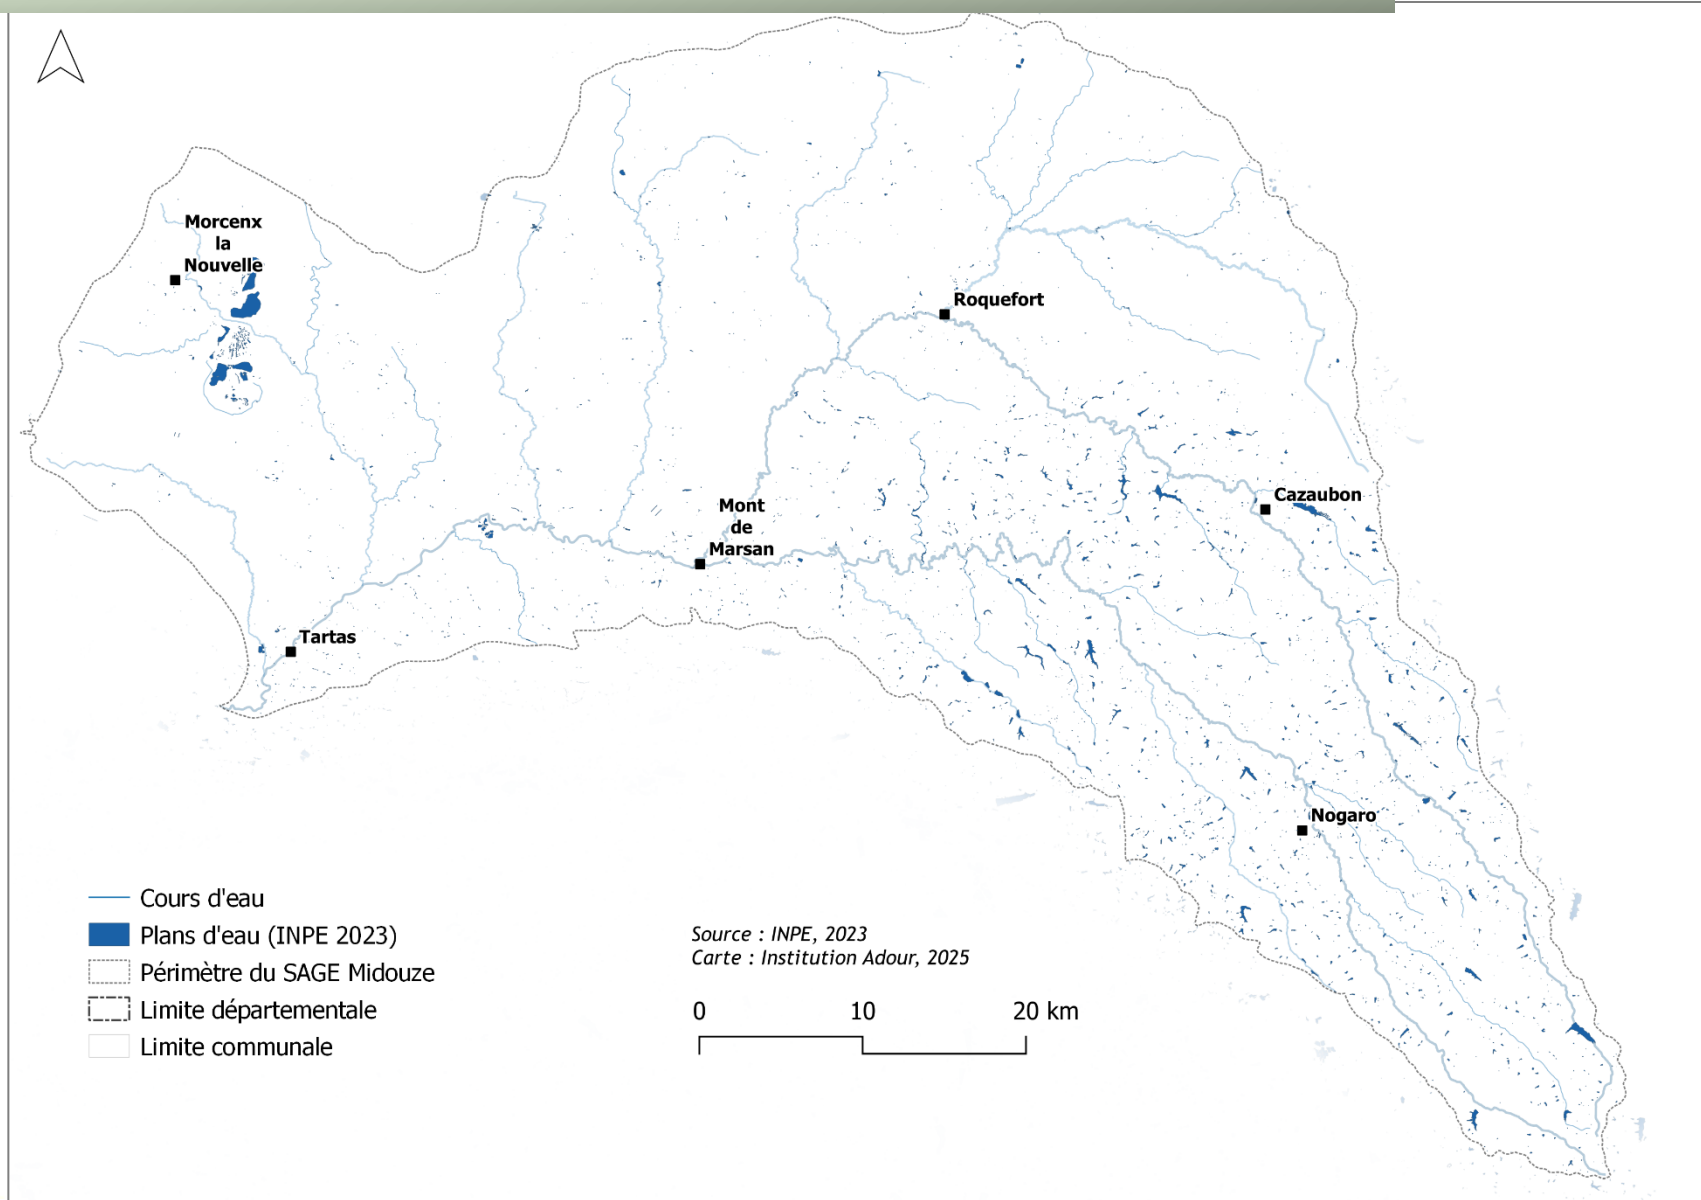 Morcenx
la
Nouvelle
Roquefort
Cazaubon
Mont
de
Marsan
Tartas
Nogaro
Cours d'eau
Plans d'eau (INPE 2023)
Périmètre du SAGE Midouze
Limite départementale
Limite communale
Source : INPE, 2023
Carte : Institution Adour, 2025
0 10 20 km